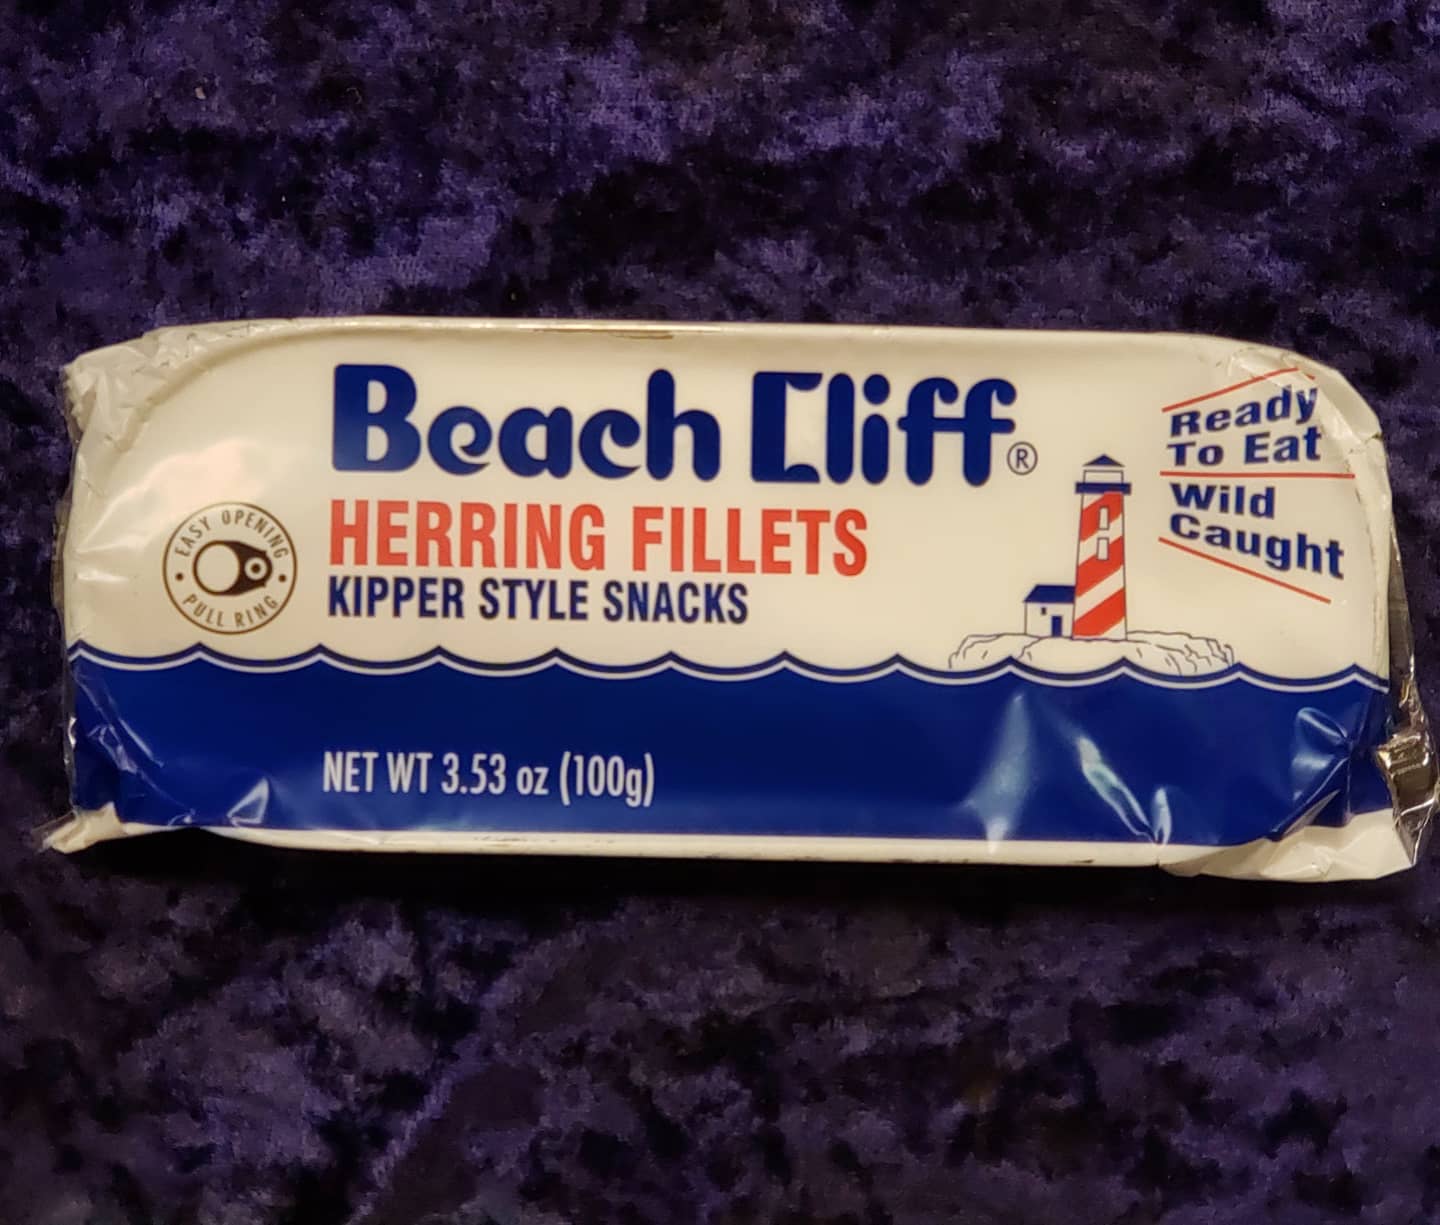 Beach Cliff®
HERRING FILLETS
KIPPER STYLE SNACKS
EASY OPENING
PULL RING
Ready
To Eat
Wild
Caught
NET WT 3.53 oz (100g)